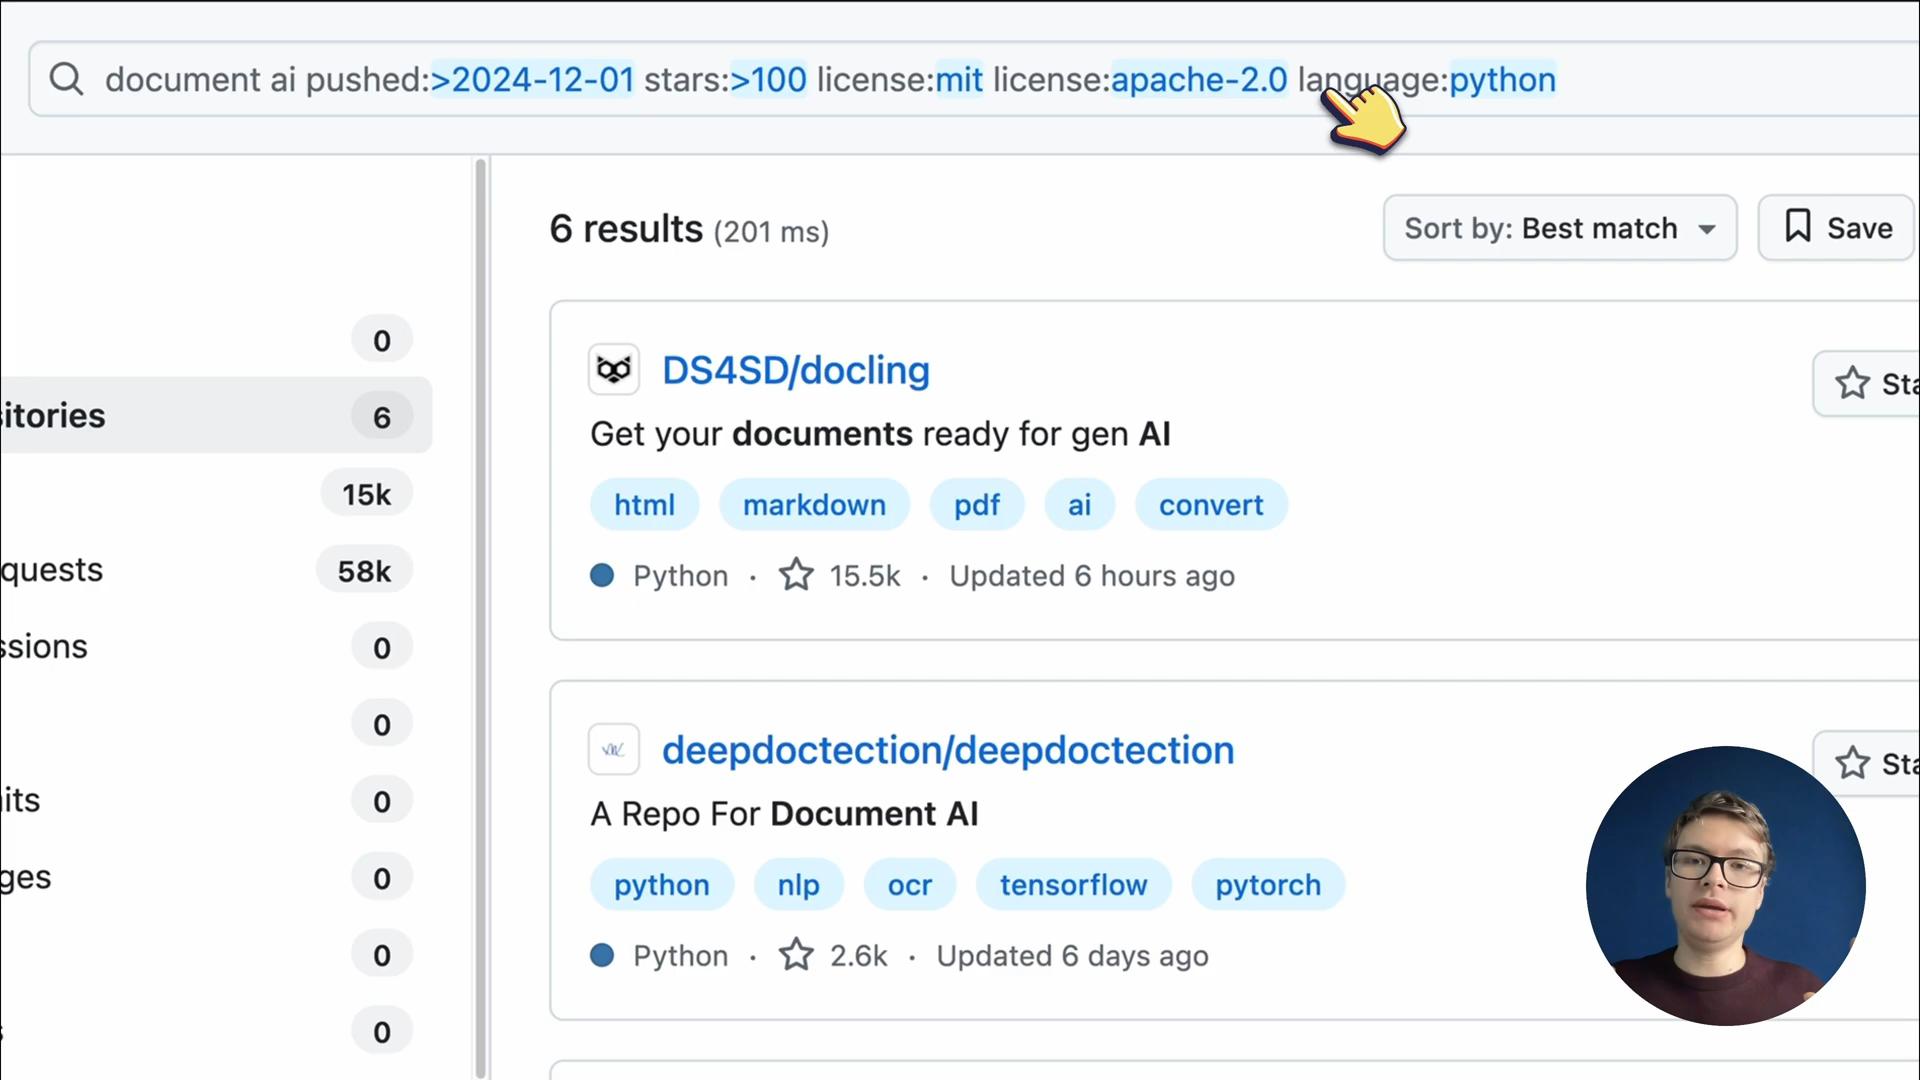 document ai pushed:>2024-12-01 stars:>100 license:mit license:apache-2.0 language:python
6 results (201 ms)
Sort by: Best match
Save
0
itories 6
15k
quests 58k
ssions 0
0
its 0
ges 0
0
0
DS4SD/docling
Sta
Get your documents ready for gen AI
html markdown pdf ai convert
Python · 15.5k · Updated 6 hours ago
deepdoctection/deepdoctection
Sta
A Repo For Document AI
python nlp ocr tensorflow pytorch
Python · 2.6k · Updated 6 days ago